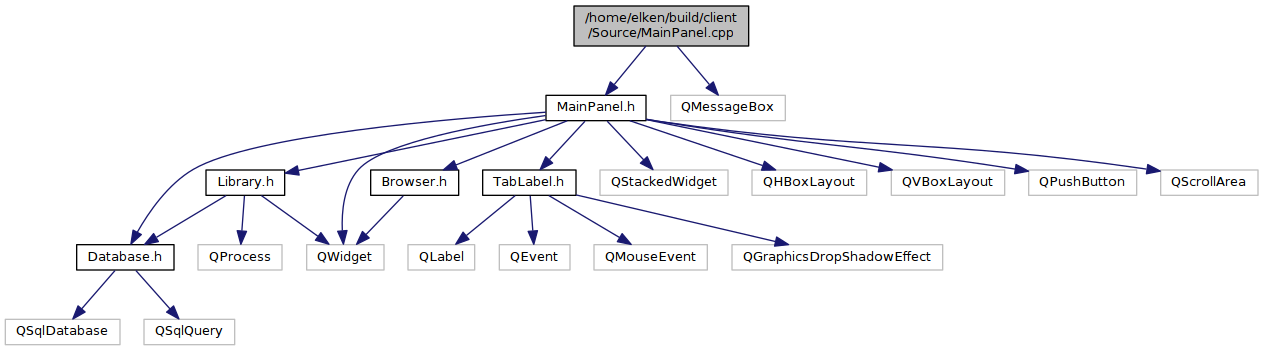 /home/elken/build/client
/Source/MainPanel.cpp
MainPanel.h
QMessageBox
Library.h
Browser.h
TabLabel.h
QStackedWidget
QHBoxLayout
QVBoxLayout
QPushButton
QScrollArea
Database.h
QProcess
QWidget
QLabel
QEvent
QMouseEvent
QGraphicsDropShadowEffect
QSqlDatabase
QSqlQuery